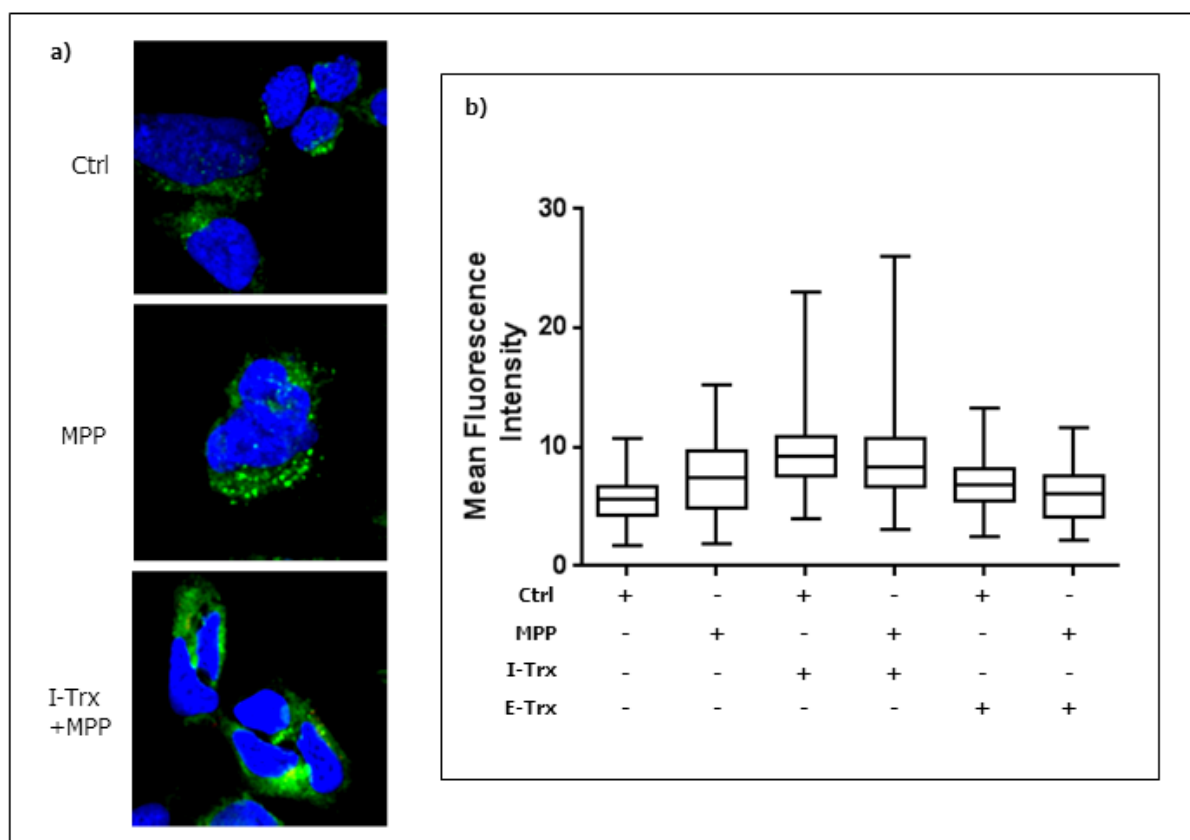 a)
Ctrl
MPP
I-Trx
+MPP
b)
Mean Fluorescence
Intensity
30
20
10
0
Ctrl + - + - + -
MPP - + - + - +
I-Trx - - + + - -
E-Trx - - - - + +